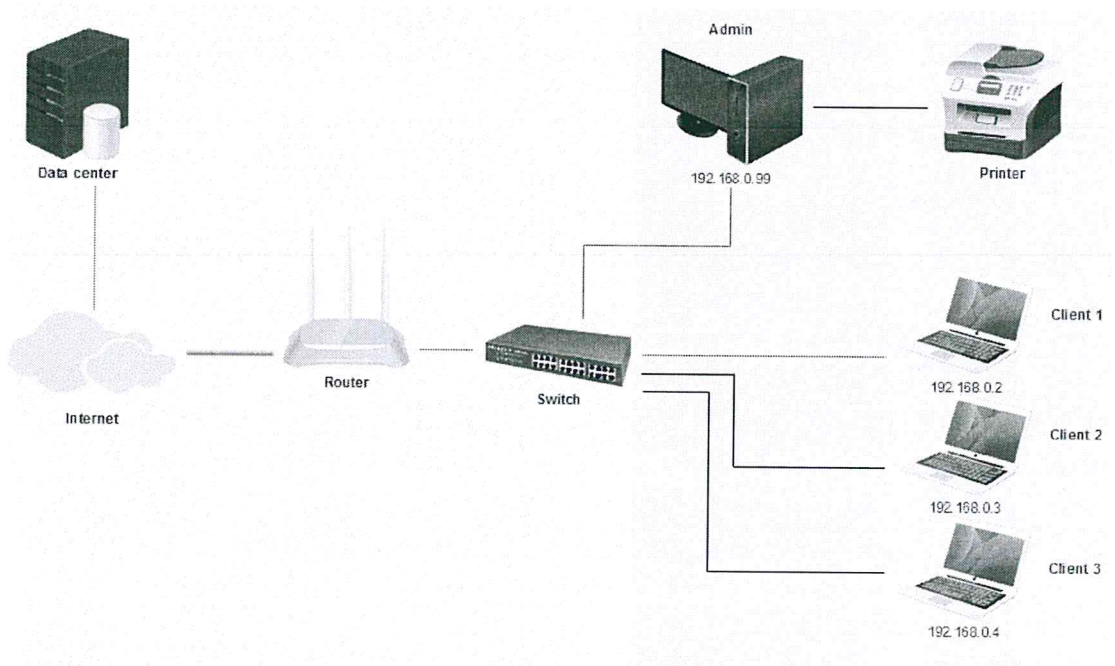 Admin
Data center
192.168.0.99
Printer
Client 1
Router
Switch
192.168.0.2
Internet
Client 2
192.168.0.3
Client 3
192.168.0.4